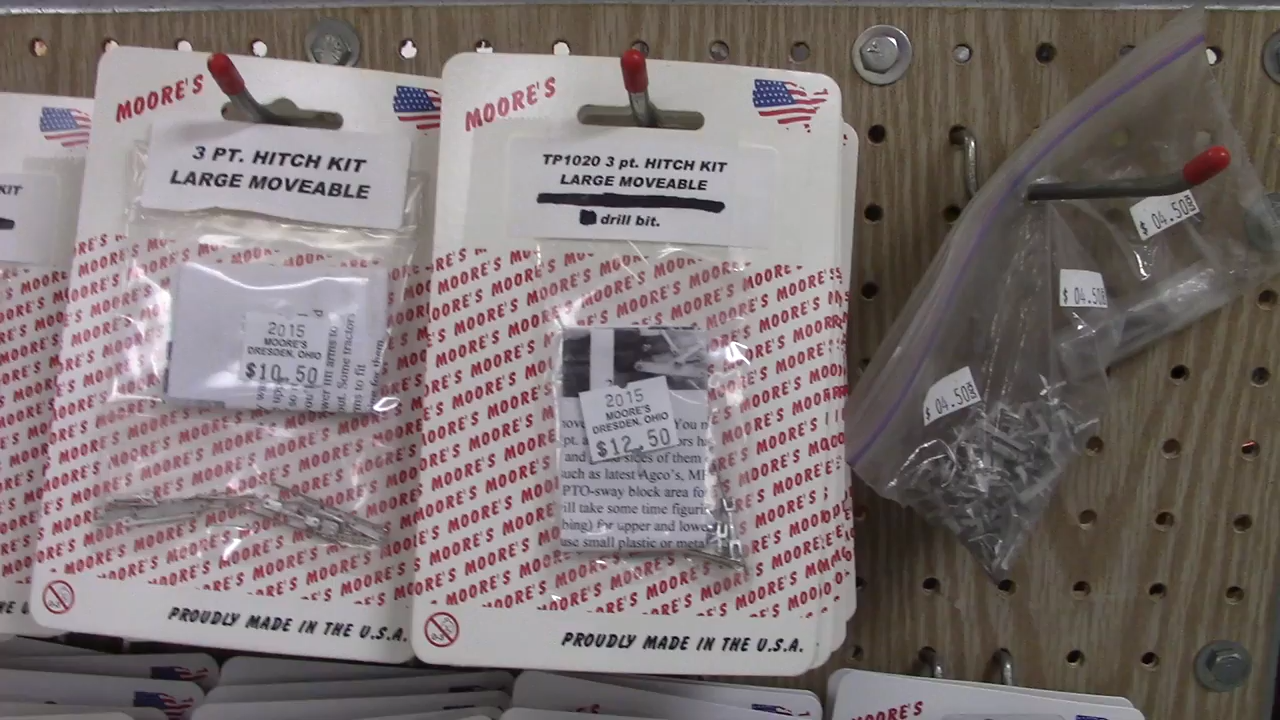 MOORE'S
3 PT. HITCH KIT
LARGE MOVEABLE
2015
MOORE'S
DRESDEN, OHIO
$10.50
PROUDLY MADE IN THE U.S.A.
MOORE'S
TP1020 3 pt. HITCH KIT
LARGE MOVEABLE
drill bit.
2015
MOORE'S
DRESDEN, OHIO
$12.50
You
and sides of them
such as latest Agco's,
PTO-sway block area
will take some time
for upper and
use small plastic or
PROUDLY MADE IN THE U.S.A.
$ 04.50
$ 04.50
$ 04.50
KIT
MOORE'S